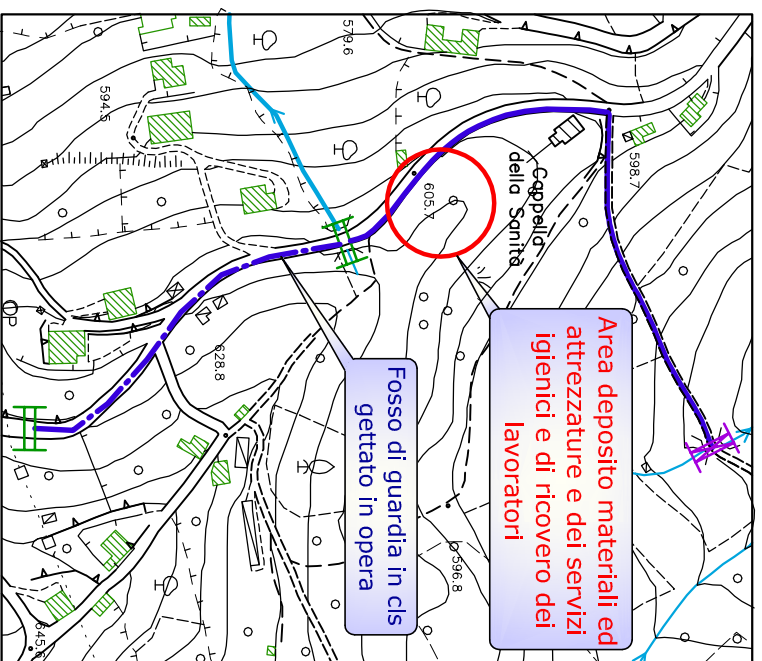 Area deposito materiali ed
attrezzature e dei servizi
igienici e di ricovero dei
lavoratori
Fosso di guardia in cls
gettato in opera
Cappella
della Sanità
579.6
594.5
598.7
605.7
628.8
596.8